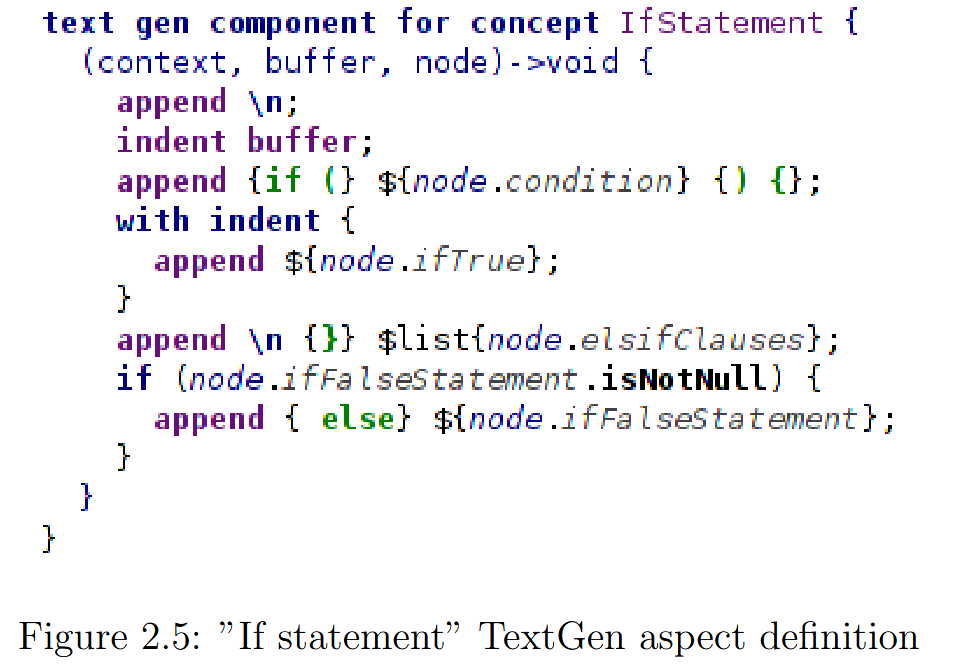 text gen component for concept IfStatement {
(context, buffer, node)->void {
append \n;
indent buffer;
append {if (} ${node.condition} {) {};
with indent {
append ${node.ifTrue};
}
append \n {}} $list{node.elsifClauses};
if (node.ifFalseStatement.isNotNull) {
append { else} ${node.ifFalseStatement};
}
}
}
Figure 2.5: ”If statement” TextGen aspect definition